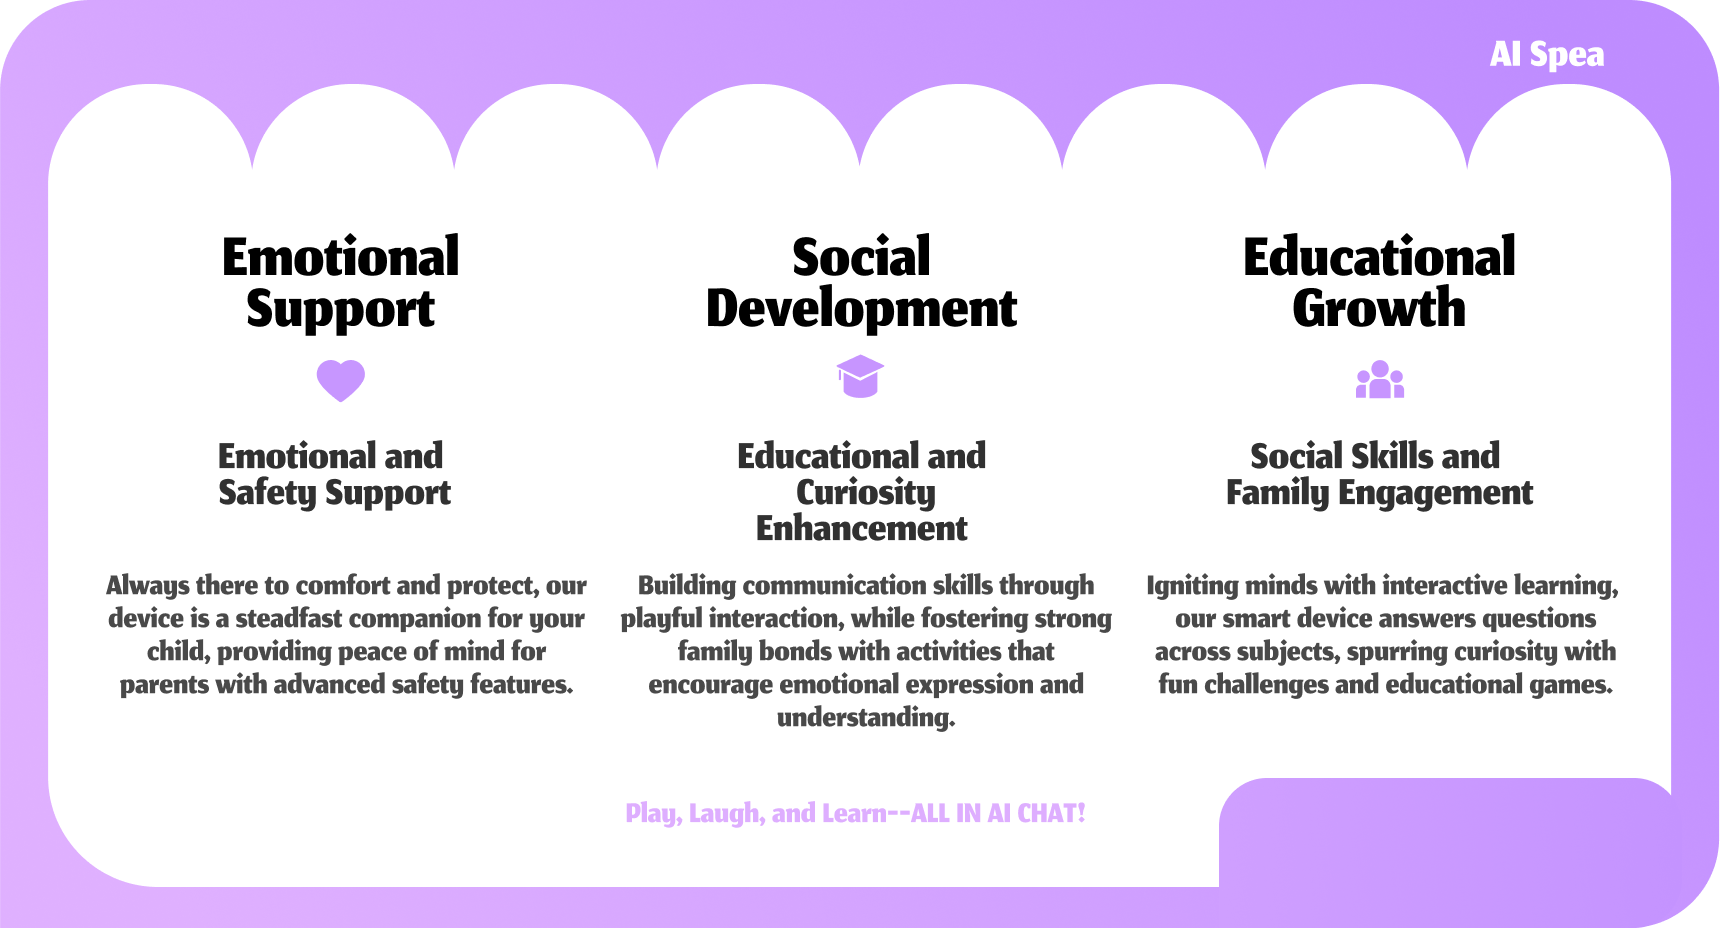 AI Spea
Emotional
Support
Emotional and
Safety Support
Always there to comfort and protect, our
device is a steadfast companion for your
child, providing peace of mind for
parents with advanced safety features.
Social
Development
Educational and
Curiosity
Enhancement
Building communication skills through
playful interaction, while fostering strong
family bonds with activities that
encourage emotional expression and
understanding.
Educational
Growth
Social Skills and
Family Engagement
Igniting minds with interactive learning,
our smart device answers questions
across subjects, spurring curiosity with
fun challenges and educational games.
Play, Laugh, and Learn--ALL IN AI CHAT!